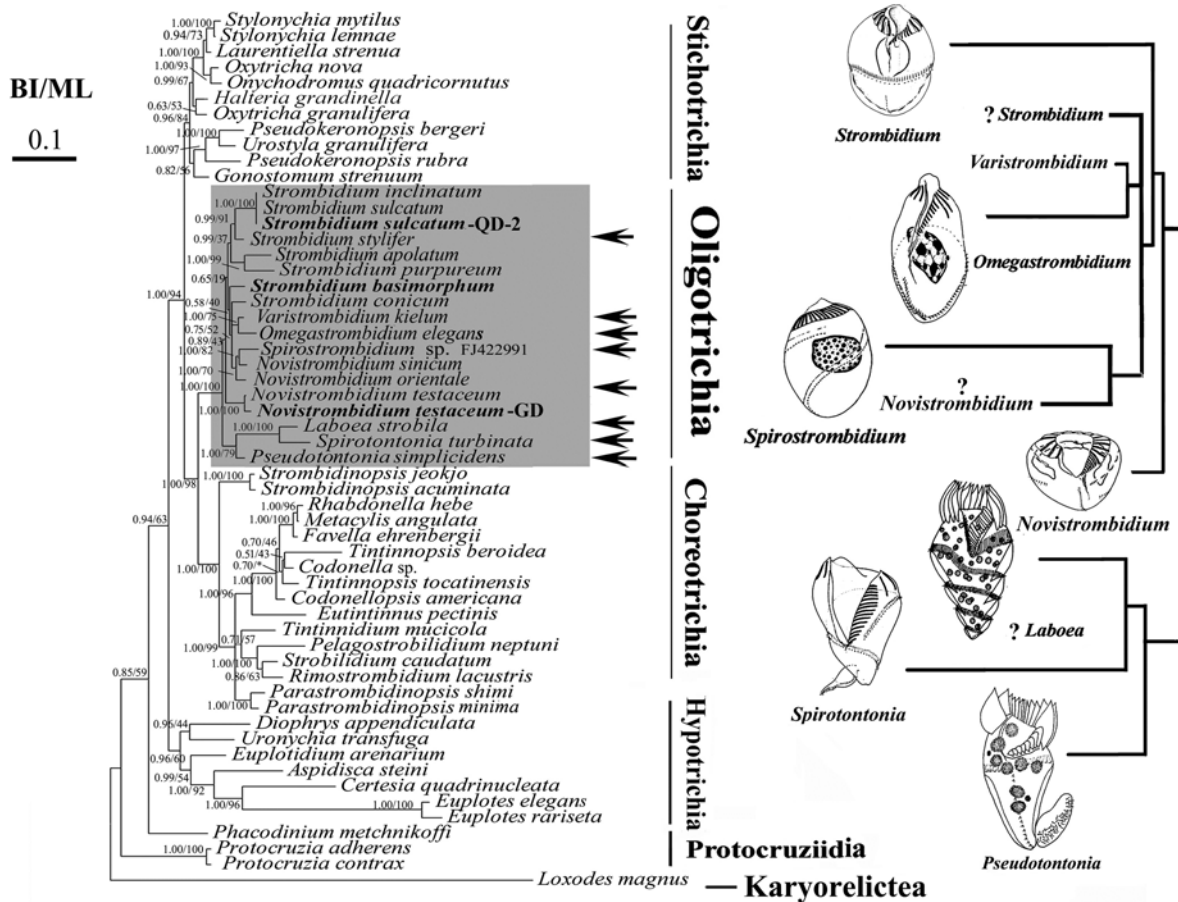 BI/ML
0.1
Stylonychia mytilus
Stylonychia lemnae
Laurentiella strenua
Oxytricha nova
Onychodromus quadricornutus
Halteria grandinella
Oxytricha granulifera
Pseudokeronopsis bergeri
Urostyla granulifera
Pseudokeronopsis rubra
Gonostomum strenuum
Strombidium inclinatum
Strombidium sulcatum
Strombidium sulcatum-QD-2
Strombidium stylifer
Strombidium apolatum
Strombidium purpureum
Strombidium basimorphum
Strombidium conicum
Varistrombidium kielum
Omegastrombidium elegans
Spirostrombidium sp. FJ422991
Novistrombidium sinicum
Novistrombidium orientale
Novistrombidium testaceum
Novistrombidium testaceum-GD
Laboea strobila
Spirotontonia turbinata
Pseudotontonia simplicidens
Strombidinopsis jeokjo
Strombidinopsis acuminata
Rhabdonella hebe
Metacylis angulata
Favella ehrenbergii
Tintinnopsis beroidea
Codonella sp.
Tintinnopsis tocatinensis
Codonellopsis americana
Eutintinnus pectinis
Tintinnidium mucicola
Pelagostrobilidium neptuni
Strobilidium caudatum
Rimostrombidium lacustris
Parastrombidinopsis shimi
Parastrombidinopsis minima
Diophrys appendiculata
Uronychia transfuga
Euplotidium arenarium
Aspidisca steini
Certesia quadrinucleata
Euplotes elegans
Euplotes rariseta
Phacodinium metchnikoffi
Protocruzia adherens
Protocruzia contrax
Loxodes magnus
1.00/100
0.94/73
1.00/100
1.00/93
0.99/67
0.63/53
0.96/84
1.00/100
1.00/97
0.82/56
1.00/100
0.99/91
0.99/37
1.00/99
0.65/19
1.00/94
0.58/40
1.00/75
0.75/52
0.89/43
1.00/82
1.00/70
1.00/100
1.00/100
1.00/100
1.00/79
1.00/98
1.00/100
0.94/63
1.00/96
1.00/100
0.70/46
0.51/43
0.70/*
1.00/100
1.00/100
1.00/96
0.71/57
1.00/99
1.00/100
0.86/63
0.85/59
1.00/100
0.96/44
0.96/60
0.99/54
1.00/92
1.00/96
1.00/100
1.00/100
Stichotrichia
Oligotrichia
Choreotrichia
Hypotrichia
Protocruziidia
Karyorelictea
Strombidium
? Strombidium
Varistrombidium
Omegastrombidium
Spirostrombidium
?
Novistrombidium
Novistrombidium
? Laboea
Spirotontonia
Pseudotontonia